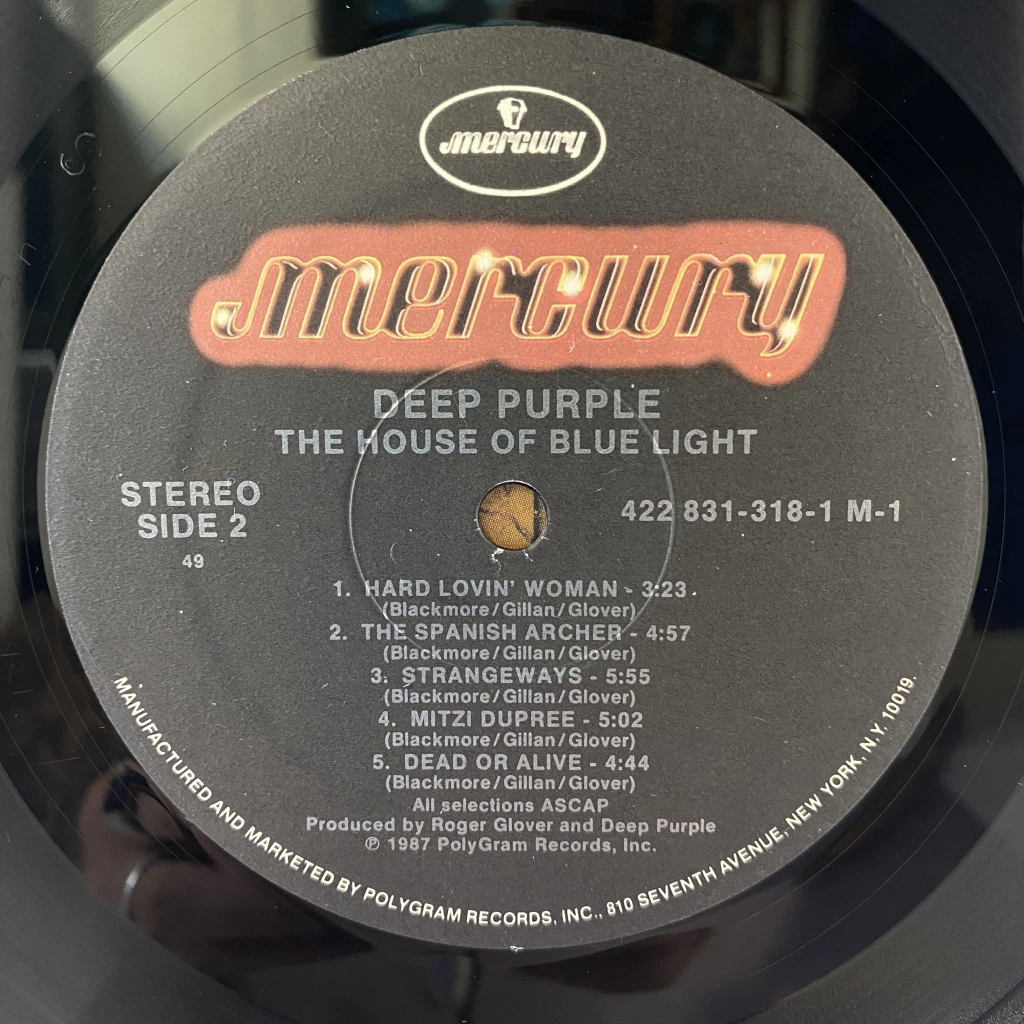 mercury
mercury
DEEP PURPLE
THE HOUSE OF BLUE LIGHT
STEREO
SIDE 2
49
422 831-318-1 M-1
1. HARD LOVIN' WOMAN - 3:23
(Blackmore/Gillan/Glover)
2. THE SPANISH ARCHER - 4:57
(Blackmore/Gillan/Glover)
3. STRANGEWAYS - 5:55
(Blackmore/Gillan/Glover)
4. MITZI DUPREE - 5:02
(Blackmore/Gillan/Glover)
5. DEAD OR ALIVE - 4:44
(Blackmore/Gillan/Glover)
All selections ASCAP
Produced by Roger Glover and Deep Purple
℗ 1987 PolyGram Records, Inc.
MANUFACTURED AND MARKETED BY POLYGRAM RECORDS, INC., 810 SEVENTH AVENUE, NEW YORK, N.Y. 10019.